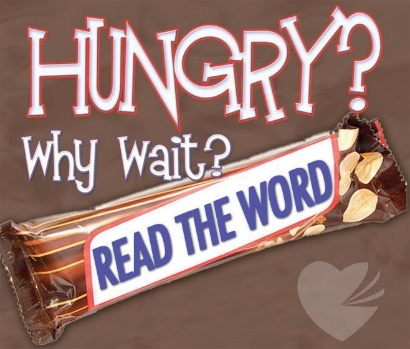 HUNGRY?
Why Wait?
READ THE WORD